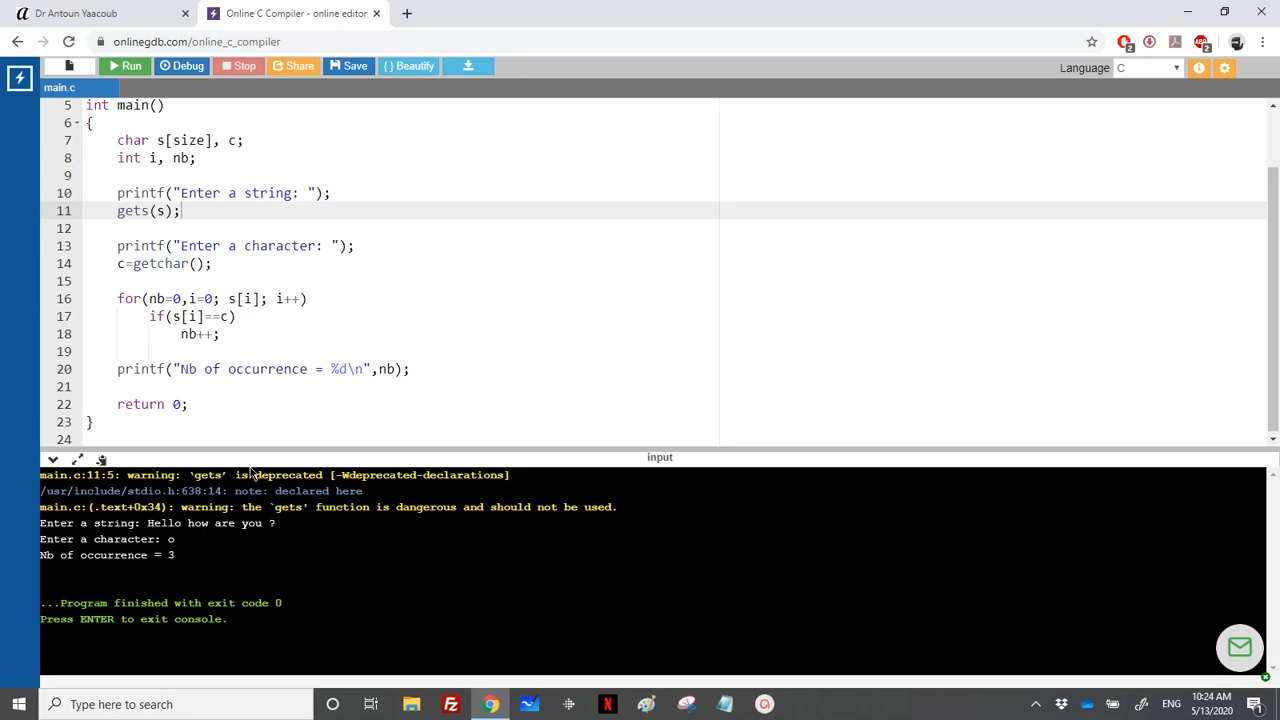 Dr Antoun Yaacoub
Online C Compiler - online editor
onlinegdb.com/online_c_compiler
2
2
Run
Debug
Stop
Share
Save
{ } Beautify
Language
C
main.c
5 int main()
6 {
7 char s[size], c;
8 int i, nb;
9
10 printf("Enter a string: ");
11 gets(s);
12
13 printf("Enter a character: ");
14 c=getchar();
15
16 for(nb=0,i=0; s[i]; i++)
17 if(s[i]==c)
18 nb++;
19
20 printf("Nb of occurrence = %d\n",nb);
21
22 return 0;
23 }
24
input
main.c:11:5: warning: ‘gets’ is deprecated [-Wdeprecated-declarations]
/usr/include/stdio.h:638:14: note: declared here
main.c:(.text+0x34): warning: the `gets' function is dangerous and should not be used.
Enter a string: Hello how are you ?
Enter a character: o
Nb of occurrence = 3
...Program finished with exit code 0
Press ENTER to exit console.
Type here to search
ENG
10:24 AM
5/13/2020